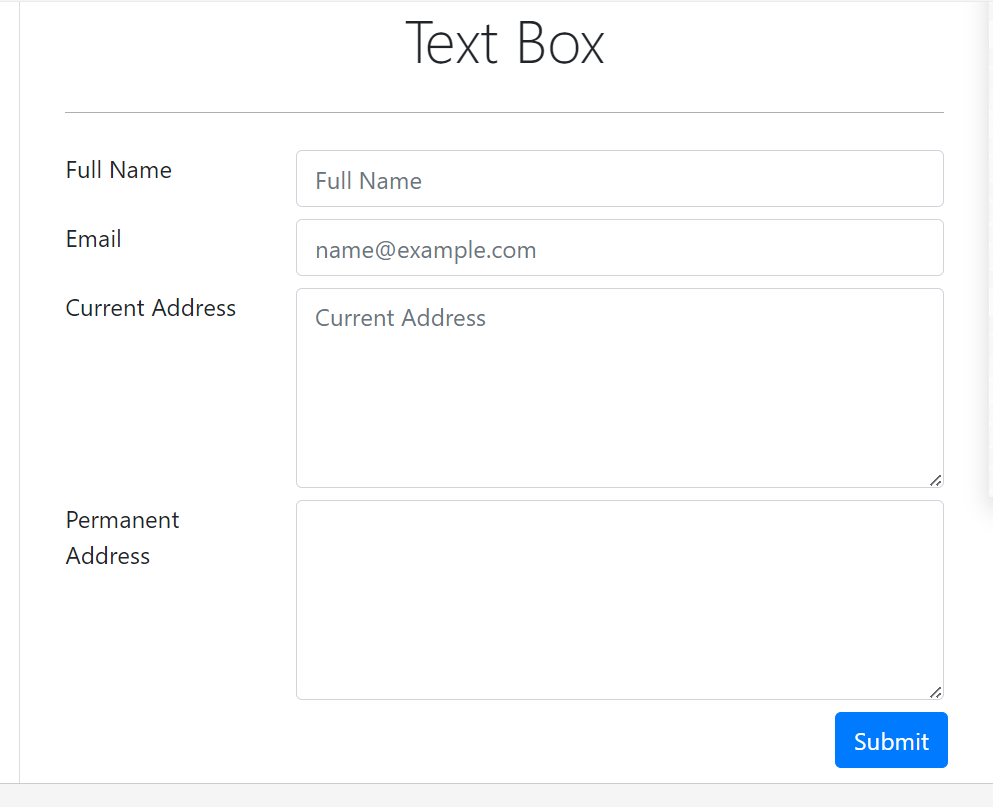 Text Box
Full Name
Full Name
Email
name@example.com
Current Address
Current Address
Permanent
Address
Submit